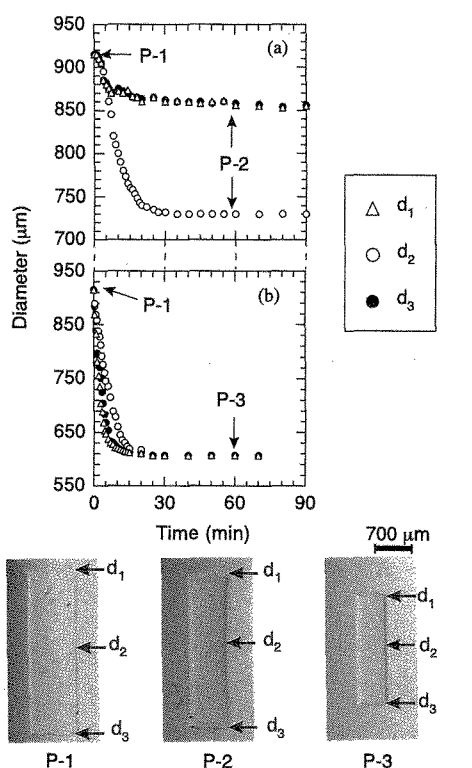 950
(a)
P-1
900
850
800
P-2
750
700
Diameter (μm)
d1
d2
d3
950
(b)
P-1
850
750
P-3
650
550
0 30 60 90
Time (min)
700 μm
d1 d1 d1
d2 d2 d2
d3 d3 d3
P-1 P-2 P-3